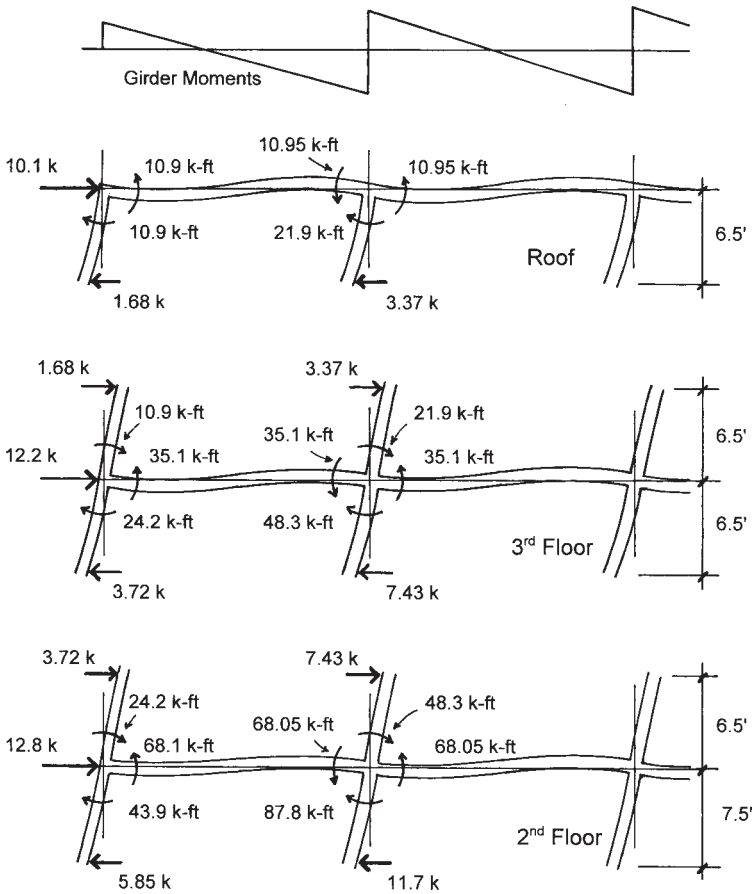 Girder Moments
10.1 k
10.9 k-ft
10.95 k-ft
10.95 k-ft
10.9 k-ft
21.9 k-ft
6.5'
Roof
1.68 k
3.37 k
1.68 k
3.37 k
10.9 k-ft
21.9 k-ft
6.5'
12.2 k
35.1 k-ft
35.1 k-ft
35.1 k-ft
24.2 k-ft
48.3 k-ft
6.5'
3rd Floor
3.72 k
7.43 k
3.72 k
7.43 k
24.2 k-ft
48.3 k-ft
6.5'
12.8 k
68.1 k-ft
68.05 k-ft
68.05 k-ft
43.9 k-ft
87.8 k-ft
7.5'
2nd Floor
5.85 k
11.7 k